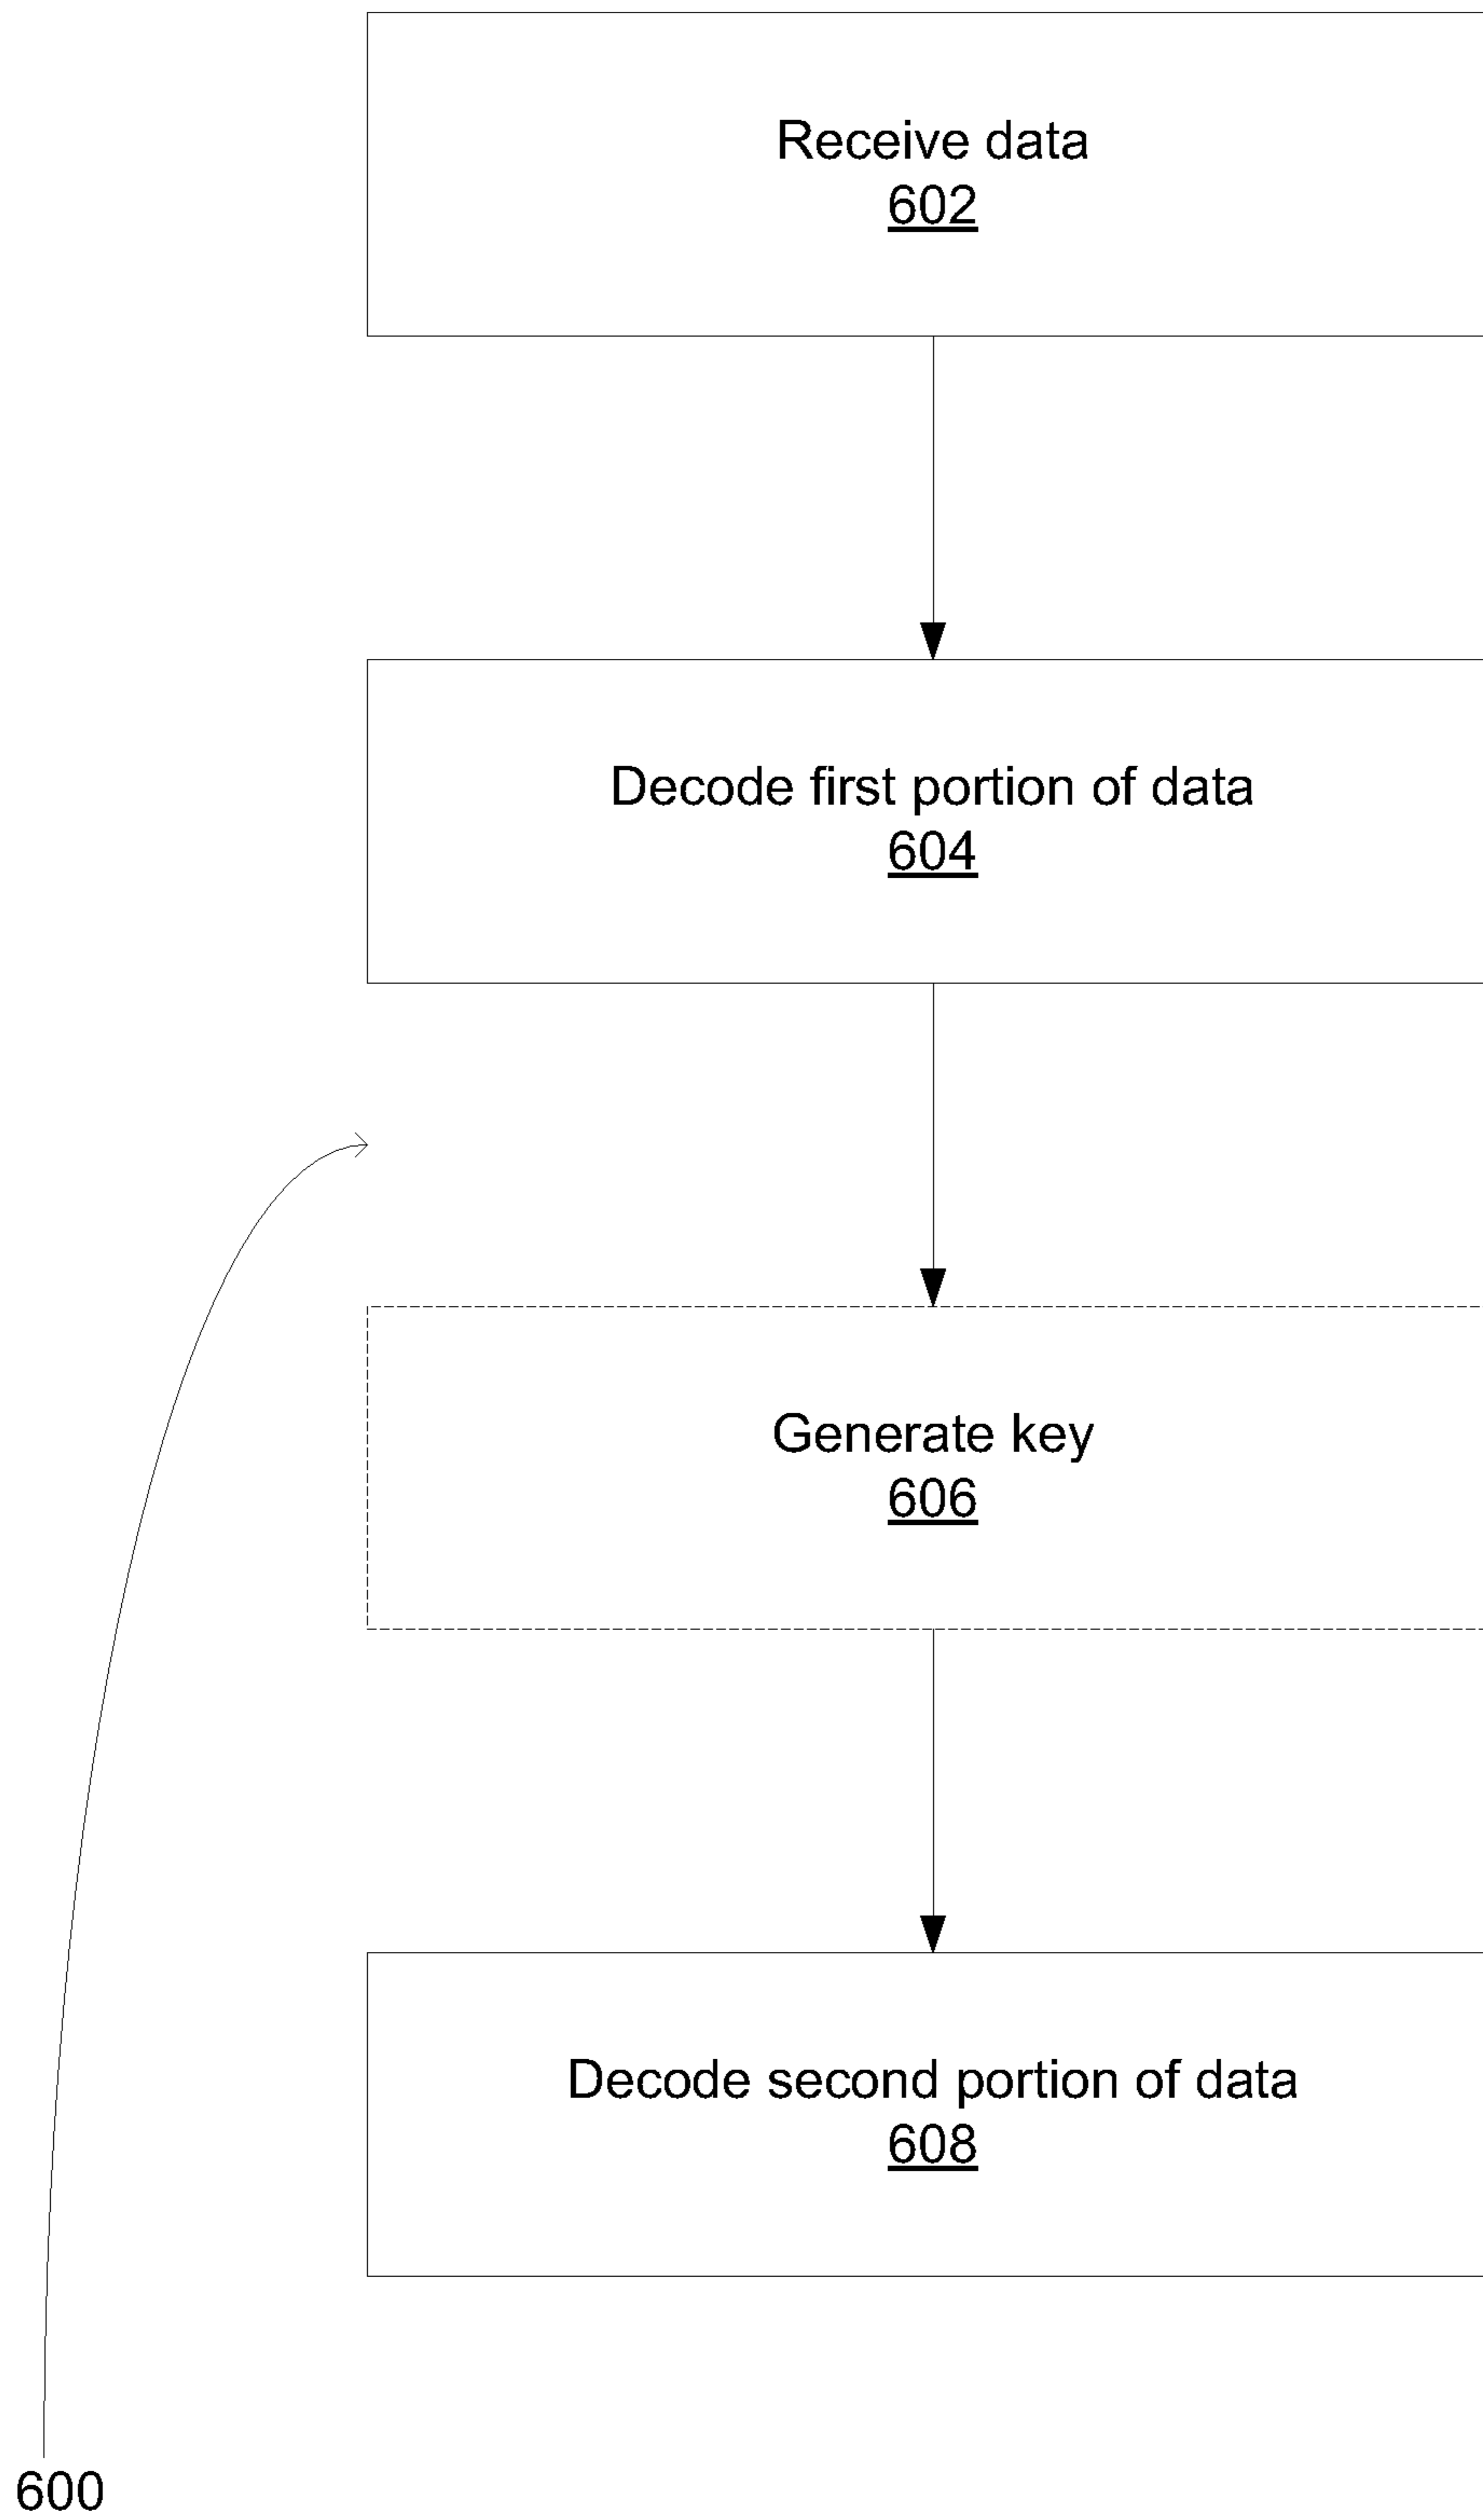 Receive data
602
Decode first portion of data
604
Generate key
606
Decode second portion of data
608
600